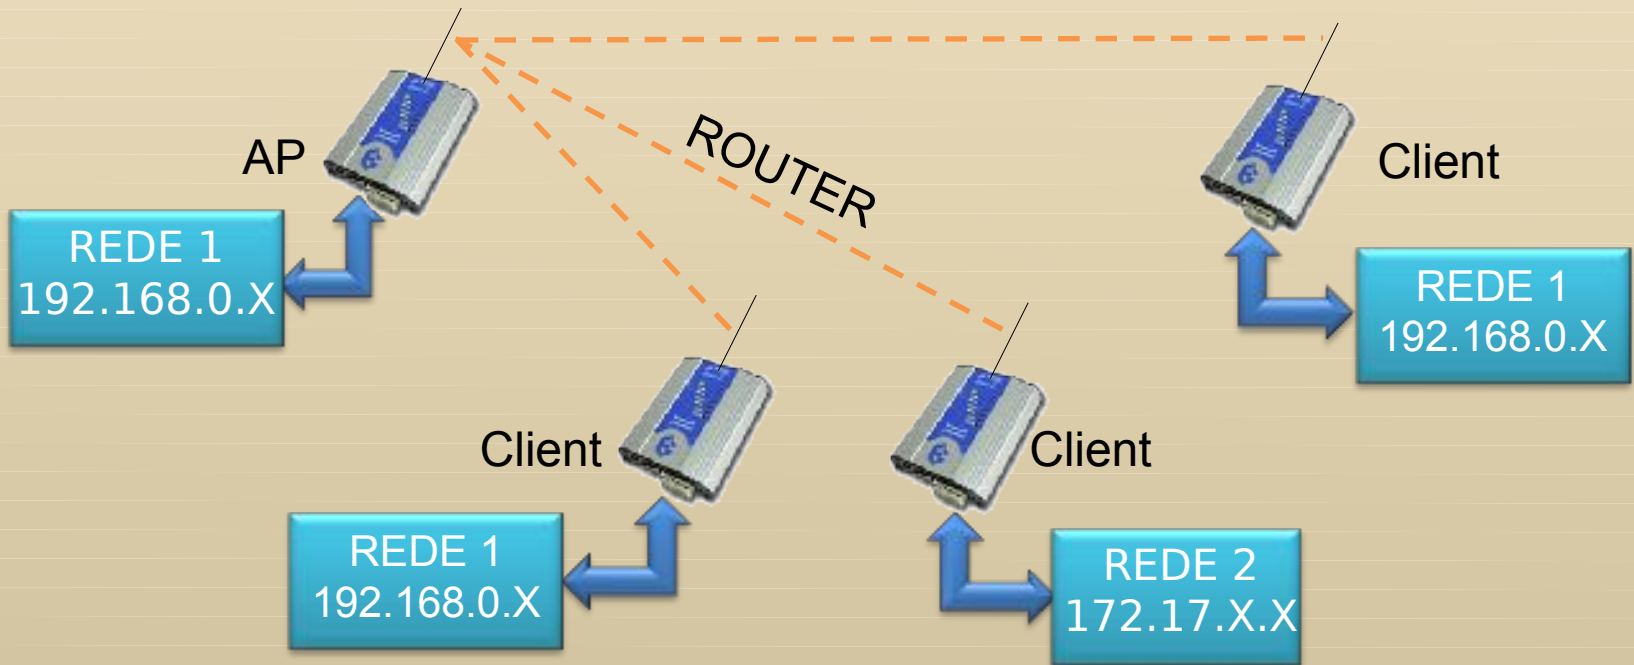 AP
ROUTER
Client
REDE 1
192.168.0.X
REDE 1
192.168.0.X
Client
Client
REDE 1
192.168.0.X
REDE 2
172.17.X.X